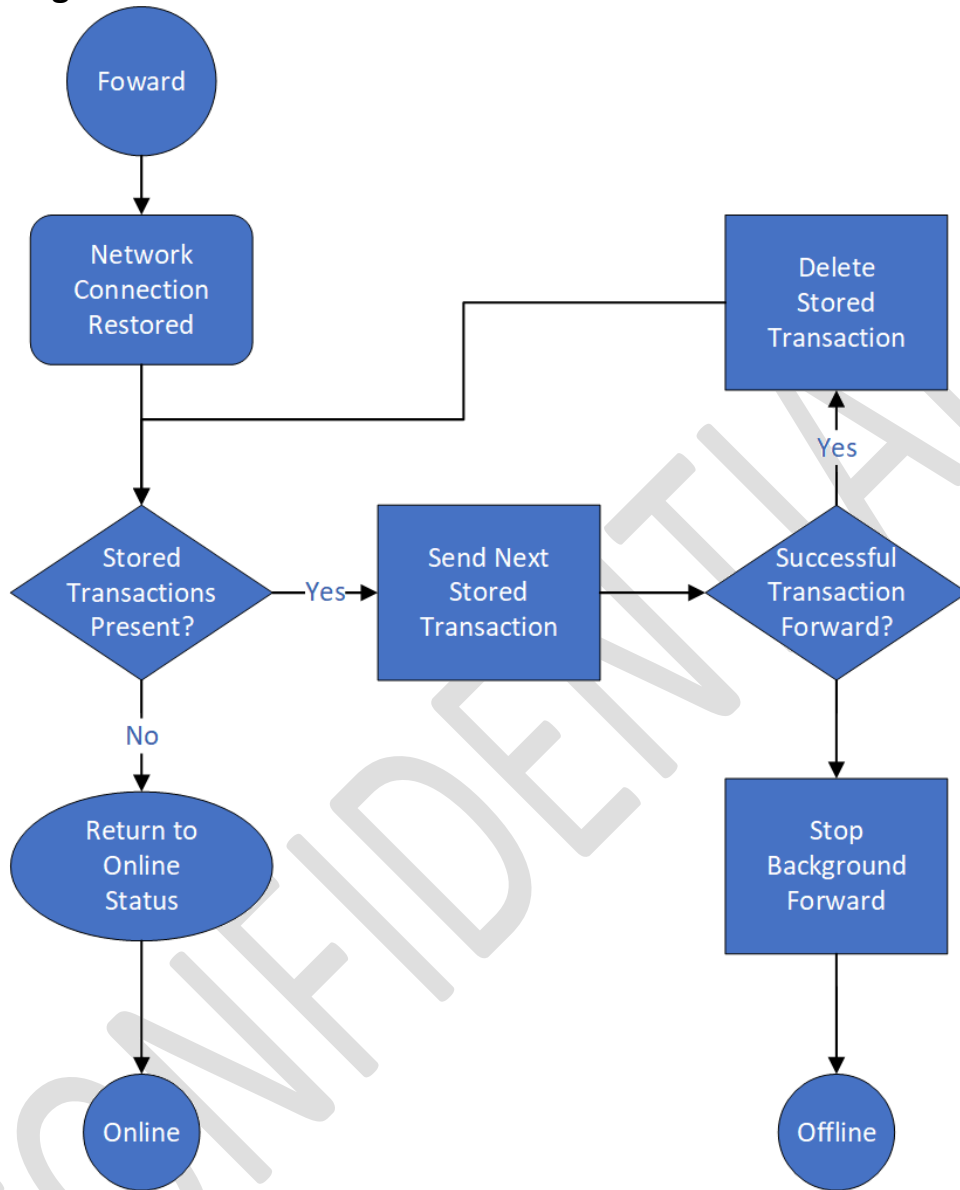 Foward
Network
Connection
Restored
Delete
Stored
Transaction
Yes
Stored
Transactions
Present?
Yes
Send Next
Stored
Transaction
Successful
Transaction
Forward?
No
Return to
Online
Status
Stop
Background
Forward
Online
Offline
CONFIDENTIAL